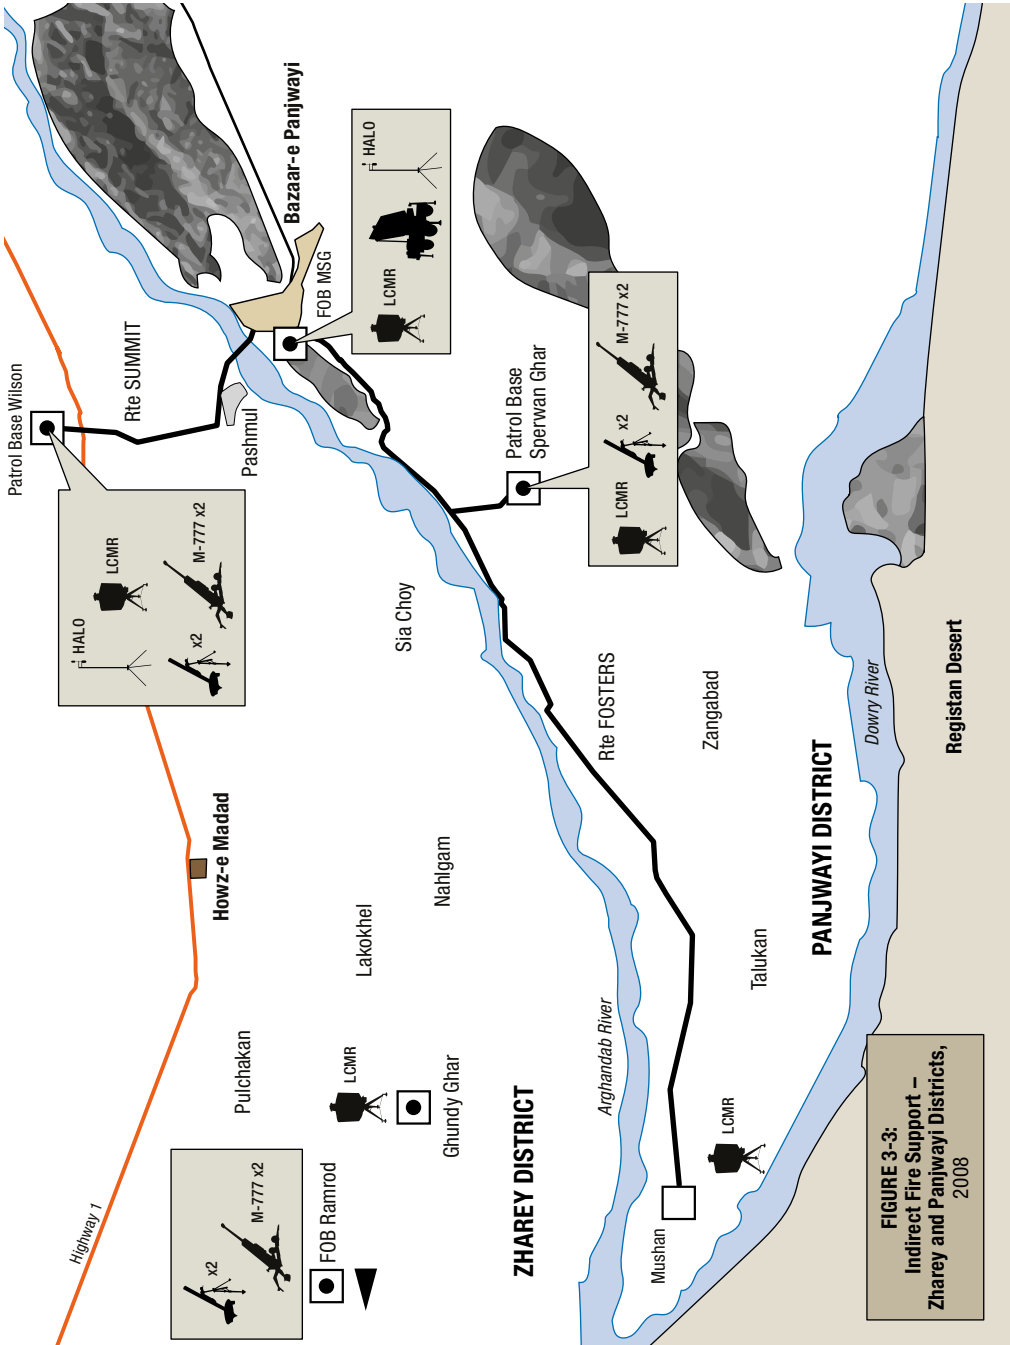 Patrol Base Wilson
Rte SUMMIT
Pashmul
Bazaar-e Panjwayi
FOB MSG
HALO
LCMR
HALO
LCMR
x2
M-777 x2
Patrol Base
Sperwan Ghar
LCMR
x2
M-777 x2
Sia Choy
Howz-e Madad
Nahlgam
Lakokhel
Pulchakan
Highway 1
LCMR
Ghundy Ghar
x2
M-777 x2
FOB Ramrod
ZHAREY DISTRICT
Arghandab River
Rte FOSTERS
Zangabad
PANJWAYI DISTRICT
Talukan
Mushan
LCMR
Dowry River
Registan Desert
FIGURE 3-3:
Indirect Fire Support –
Zharey and Panjwayi Districts,
2008